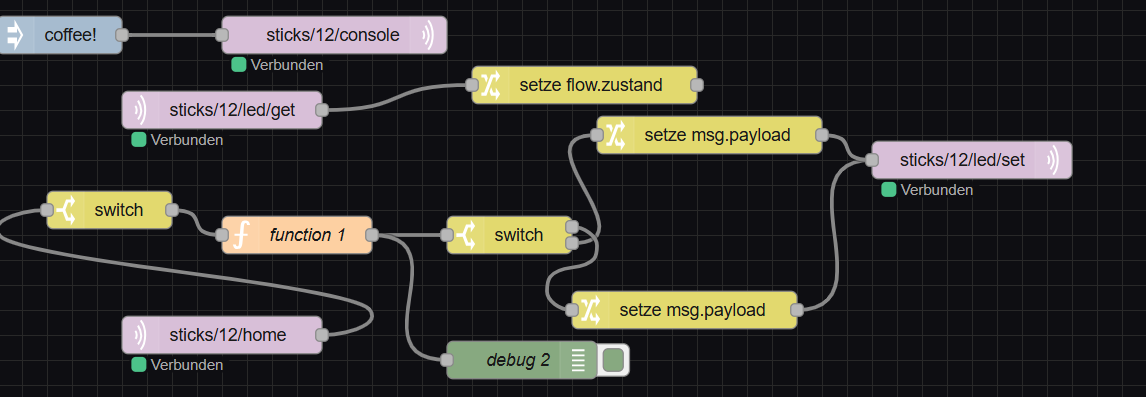 coffee!
sticks/12/console
Verbunden
sticks/12/led/get
Verbunden
setze flow.zustand
setze msg.payload
sticks/12/led/set
Verbunden
switch
function 1
switch
setze msg.payload
sticks/12/home
Verbunden
debug 2